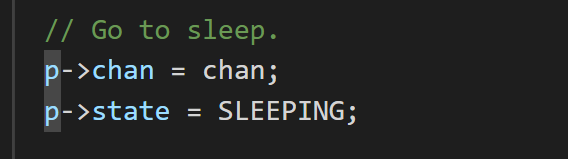 // Go to sleep.
p->chan = chan;
p->state = SLEEPING;